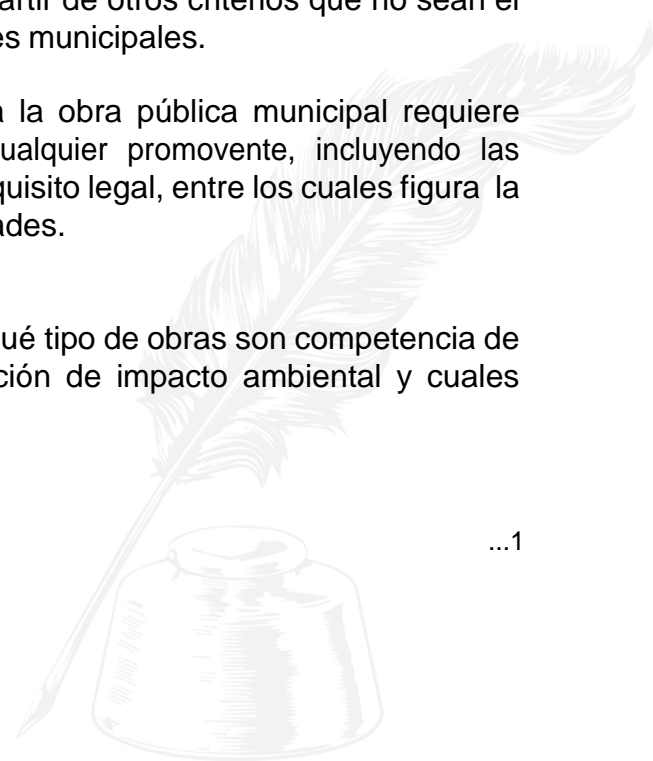 artir de otros criterios que no sean el
es municipales.
a la obra pública municipal requiere
ualquier promovente, incluyendo las
quisito legal, entre los cuales figura la
ades.
ué tipo de obras son competencia de
ción de impacto ambiental y cuales
...1